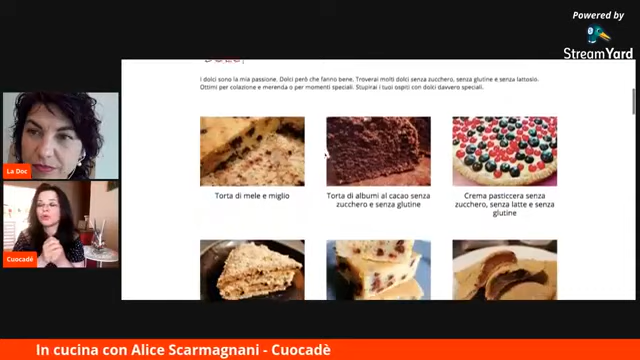 Powered by
StreamYard
DOLCI
I dolci sono la mia passione. Dolci però che fanno bene. Troverai molti dolci senza zucchero, senza glutine e senza lattosio.
Ottimi per colazione e merenda o per momenti speciali. Stupirai i tuoi ospiti con dolci davvero speciali.
La Doc
Cuocadè
Torta di mele e miglio
Torta di albumi al cacao senza
zucchero e senza glutine
Crema pasticcera senza
zucchero, senza latte e senza
glutine
In cucina con Alice Scarmagnani - Cuocadè